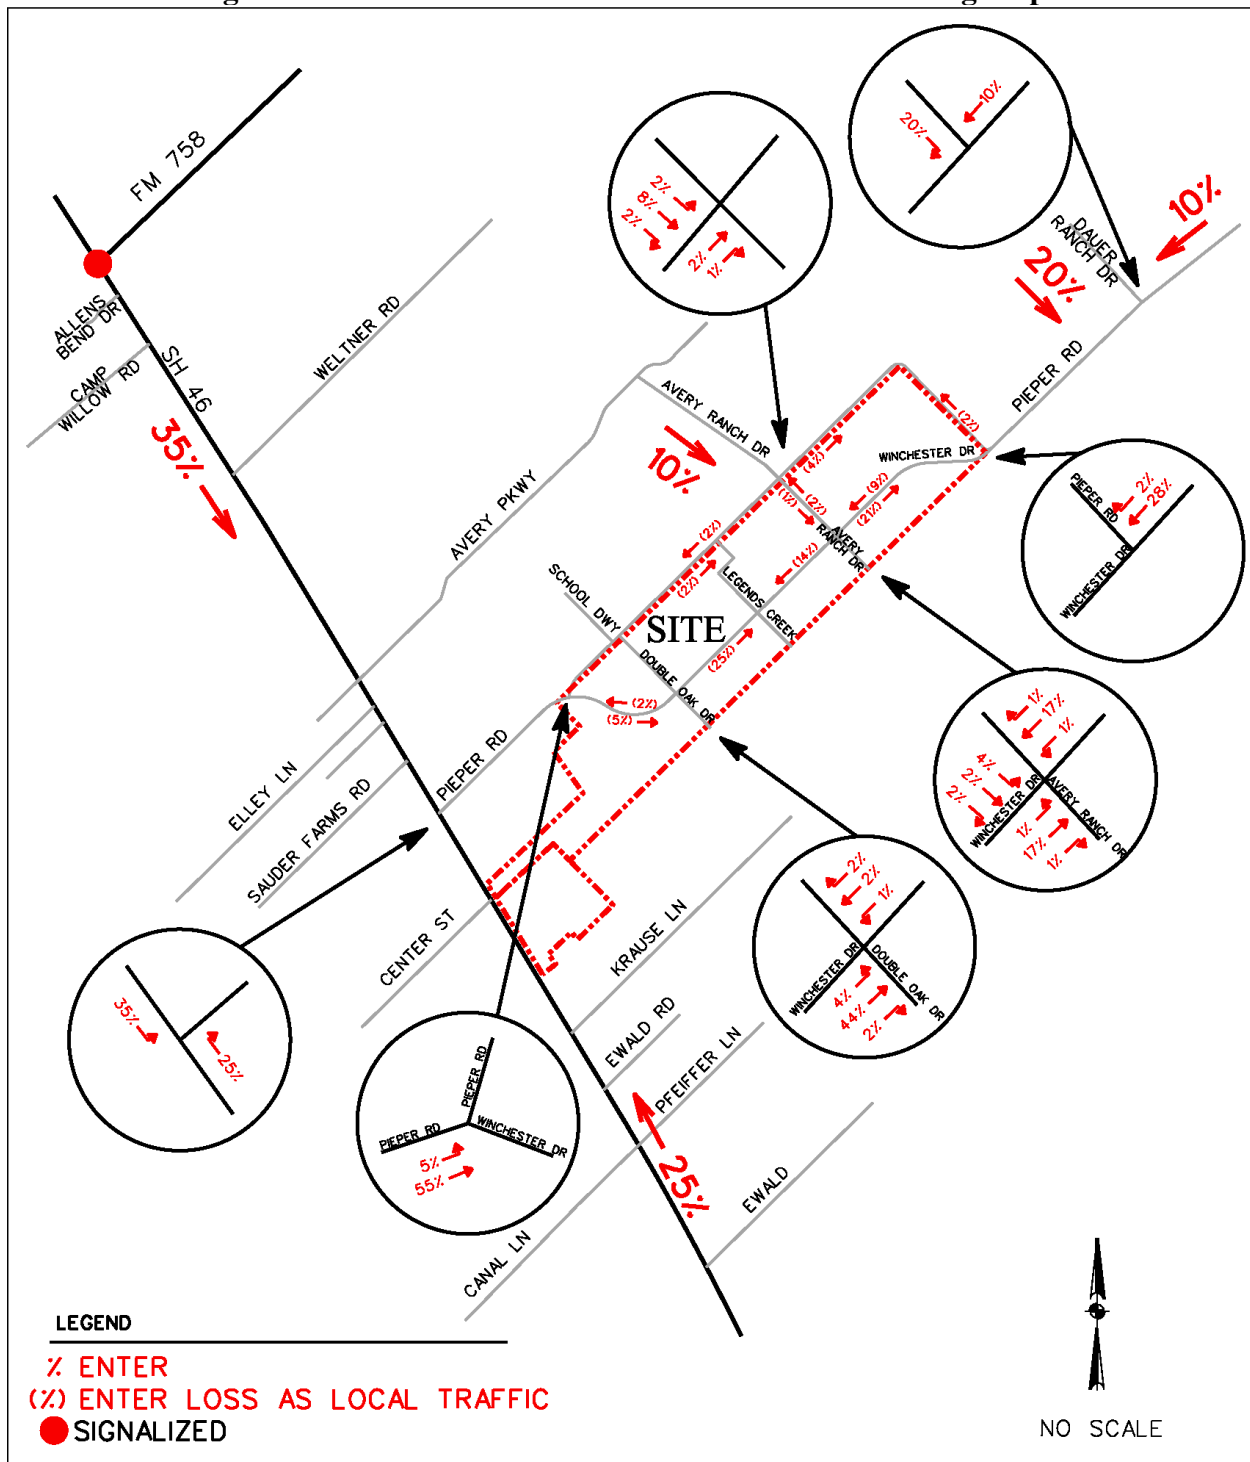 FM 758
10%
20%
2%
8%
2%
2%
1%
DAUER
RANCH DR
10%
20%
ALLENS
BEND DR
CAMP
WILLOW RD
SH 46
35%
WELTNER RD
AVERY RANCH DR
10%
PIEPER RD
(2%)
WINCHESTER DR
(4%)
(9%)
(21%)
(1%)
(2%)
AVERY
RANCH DR
(14%)
PIEPER RD
2%
28%
WINCHESTER DR
AVERY PKWY
(2%)
(2%)
SCHOOL DWY
LEGENDS CREEK
SITE
DOUBLE OAK DR
(25%)
(2%)
(5%)
1%
17%
1%
4%
2%
2%
WINCHESTER DR
AVERY RANCH DR
1%
17%
1%
PIEPER RD
ELLEY LN
SAUDER FARMS RD
2%
2%
1%
WINCHESTER DR
DOUBLE OAK DR
4%
44%
2%
CENTER ST
KRAUSE LN
35%
25%
EWALD RD
PFEIFFER LN
PIEPER RD
PIEPER RD
WINCHESTER DR
5%
55%
25%
EWALD
CANAL LN
LEGEND
% ENTER
(%) ENTER LOSS AS LOCAL TRAFFIC
SIGNALIZED
NO SCALE